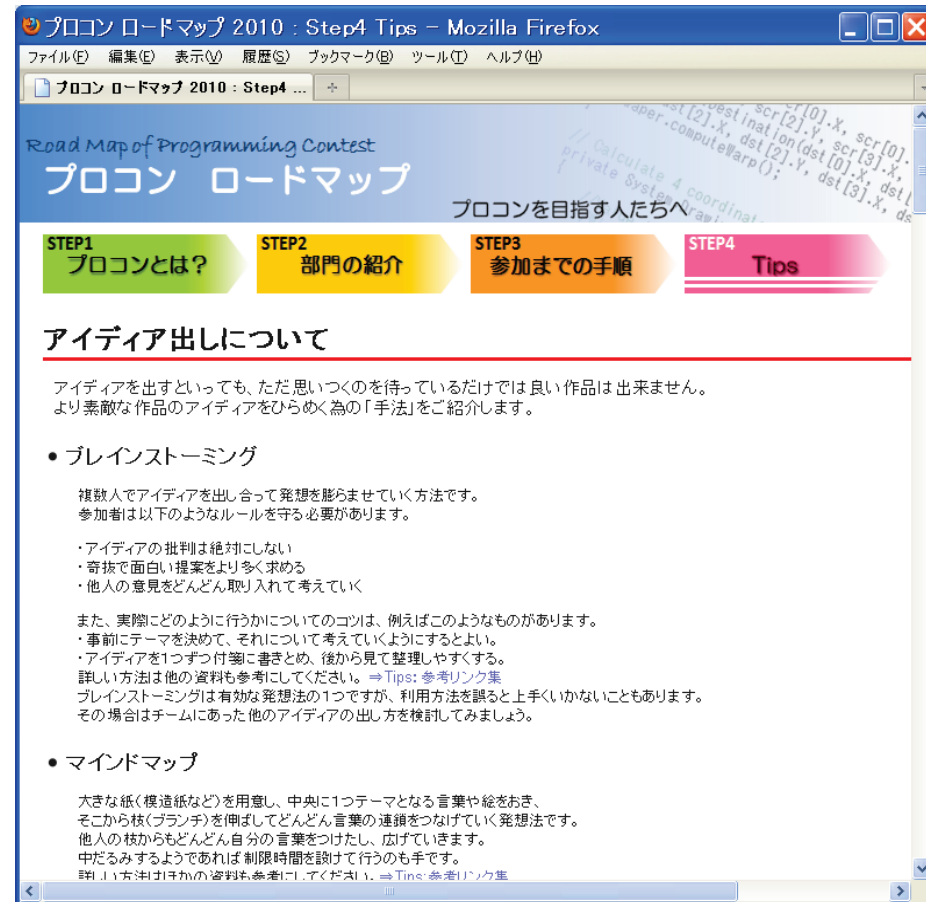 プロコン ロードマップ 2010 : Step4 Tips - Mozilla Firefox
ファイル(F) 編集(E) 表示(V) 履歴(S) ブックマーク(B) ツール(T) ヘルプ(H)
プロコン ロードマップ 2010 : Step4 ...
Road Map of Programming Contest
プロコン ロードマップ
プロコンを目指す人たちへ
STEP1
プロコンとは？
STEP2
部門の紹介
STEP3
参加までの手順
STEP4
Tips
アイディア出しについて
アイディアを出すといっても、ただ思いつくのを待っているだけでは良い作品は出来ません。
より素敵な作品のアイディアをひらめく為の「手法」をご紹介します。
• ブレインストーミング
複数人でアイディアを出し合って発想を膨らませていく方法です。
参加者は以下のようなルールを守る必要があります。
・アイディアの批判は絶対にしない
・奇抜で面白い提案をより多く求める
・他人の意見をどんどん取り入れて考えていく
また、実際にどのように行うかについてのコツは、例えばこのようなものがあります。
・事前にテーマを決めて、それについて考えていくようにするとよい。
・アイディアを1つずつ付箋に書きとめ、後から見て整理しやすくする。
詳しい方法は他の資料も参考にしてください。⇒Tips: 参考リンク集
ブレインストーミングは有効な発想法の1つですが、利用方法を誤ると上手くいかないこともあります。
その場合はチームにあった他のアイディアの出し方を検討してみましょう。
• マインドマップ
大きな紙(模造紙など)を用意し、中央に1つテーマとなる言葉や絵をおき、
そこから枝(ブランチ)を伸ばしてどんどん言葉の連鎖をつなげていく発想法です。
他人の枝からもどんどん自分の言葉をつけたし、広げていきます。
中だるみするようであれば制限時間を設けて行うのも手です。
詳しい方法はほかの資料も参考にしてください。⇒Tips:参考リンク集